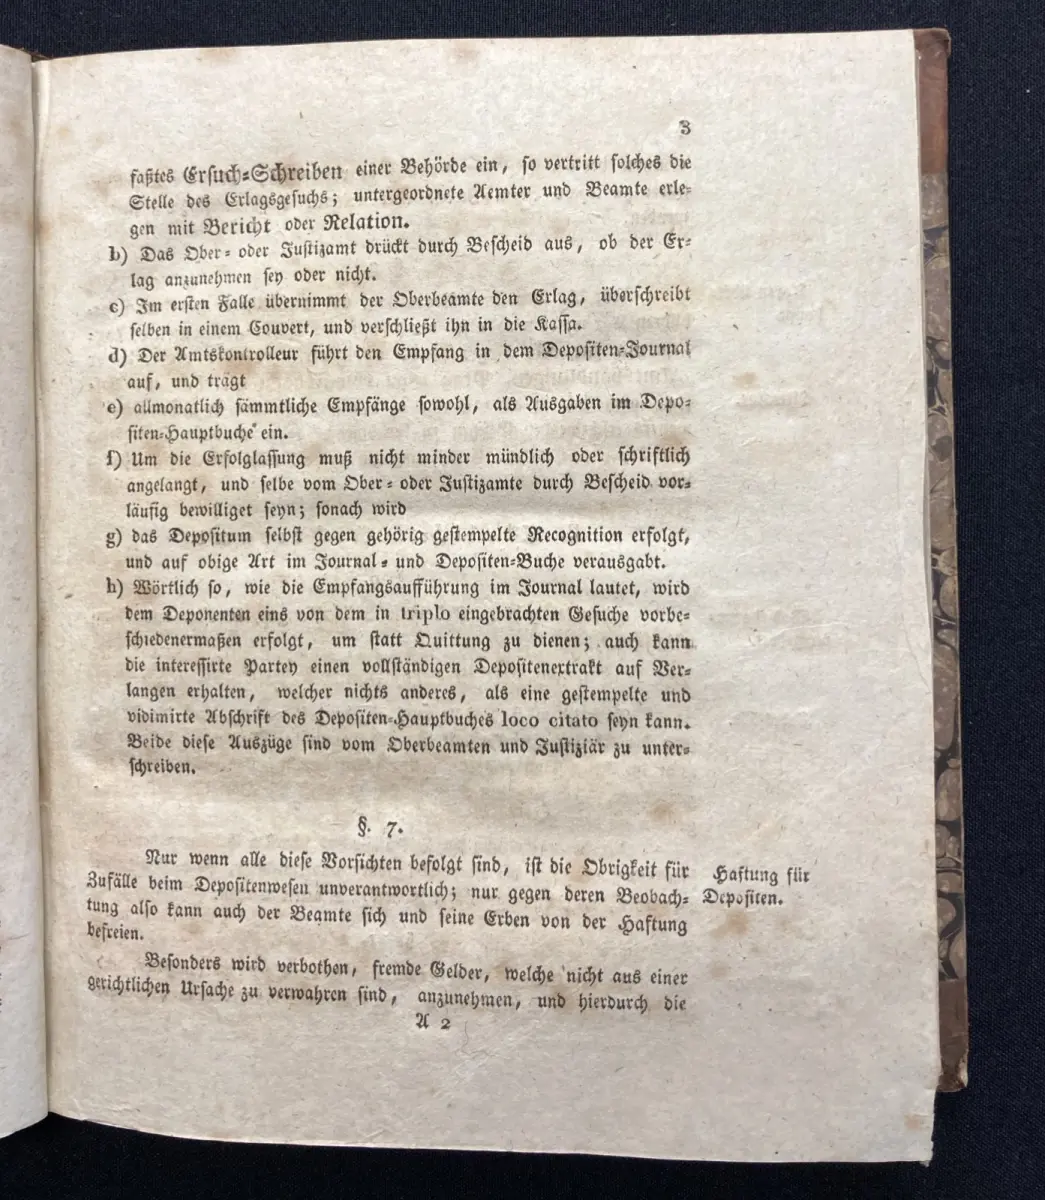 3
faßtes Ersuch-Schreiben einer Behörde ein, so vertritt solches die
Stelle des Erlagsgesuchs; untergeordnete Aemter und Beamte erle-
gen mit Bericht oder Relation.
b) Das Ober- oder Justizamt drückt durch Bescheid aus, ob der Er-
lag anzunehmen sey oder nicht.
c) Im ersten Falle übernimmt der Oberbeamte den Erlag, überschreibt
selben in einem Couvert, und verschließt ihn in die Kassa.
d) Der Amtskontrolleur führt den Empfang in dem Depositen-Journal
auf, und trägt
e) allmonatlich sämmtliche Empfänge sowohl, als Ausgaben im Depo-
siten-Hauptbuche ein.
f) Um die Erfolglassung muß nicht minder mündlich oder schriftlich
angelangt, und selbe vom Ober- oder Justizamte durch Bescheid vor-
läufig bewilliget seyn; sonach wird
g) das Depositum selbst gegen gehörig gestempelte Recognition erfolgt,
und auf obige Art im Journal- und Depositen-Buche verausgabt.
h) Wörtlich so, wie die Empfangsaufführung im Journal lautet, wird
dem Deponenten eins von dem in triplo eingebrachten Gesuche vorbe-
schiedenermaßen erfolgt, um statt Quittung zu dienen; auch kann
die interessirte Partey einen vollständigen Depositenextrakt auf Ver-
langen erhalten, welcher nichts anderes, als eine gestempelte und
vidimirte Abschrift des Depositen-Hauptbuches loco citato seyn kann.
Beide diese Auszüge sind vom Oberbeamten und Justiziär zu unter-
schreiben.
§. 7.
Nur wenn alle diese Vorsichten befolgt sind, ist die Obrigkeit für
Zufälle beim Depositenwesen unverantwortlich; nur gegen deren Beobach-
tung also kann auch der Beamte sich und seine Erben von der Haftung
befreien.
Haftung für
Depositen.
Besonders wird verbothen, fremde Gelder, welche nicht aus einer
gerichtlichen Ursache zu verwahren sind, anzunehmen, und hierdurch die
A 2